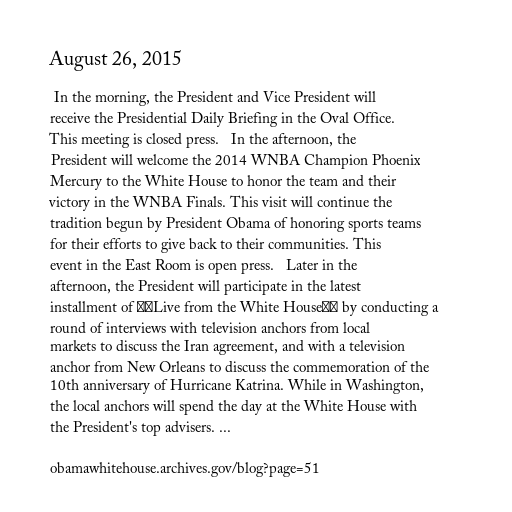 August 26, 2015
In the morning, the President and Vice President will
receive the Presidential Daily Briefing in the Oval Office.
This meeting is closed press.   In the afternoon, the
President will welcome the 2014 WNBA Champion Phoenix
Mercury to the White House to honor the team and their
victory in the WNBA Finals. This visit will continue the
tradition begun by President Obama of honoring sports teams
for their efforts to give back to their communities. This
event in the East Room is open press.   Later in the
afternoon, the President will participate in the latest
installment of Live from the White House by conducting a
round of interviews with television anchors from local
markets to discuss the Iran agreement, and with a television
anchor from New Orleans to discuss the commemoration of the
10th anniversary of Hurricane Katrina. While in Washington,
the local anchors will spend the day at the White House with
the President's top advisers. ...
obamawhitehouse.archives.gov/blog?page=51